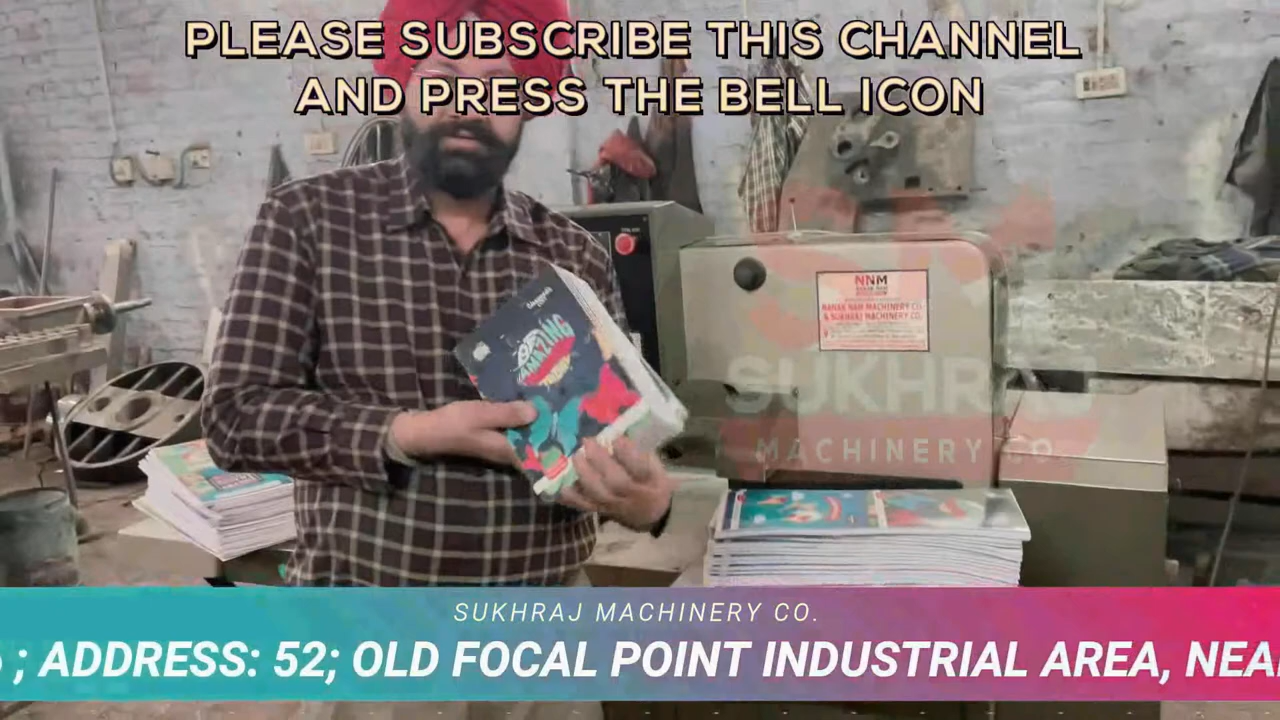 PLEASE SUBSCRIBE THIS CHANNEL
AND PRESS THE BELL ICON
NNM
NANAK NAM MACHINERY CO.
& SUKHRAJ MACHINERY CO.
AMAZING
SUKHRAJ
MACHINERY CO.
SUKHRAJ MACHINERY CO.
; ADDRESS: 52; OLD FOCAL POINT INDUSTRIAL AREA, NEA